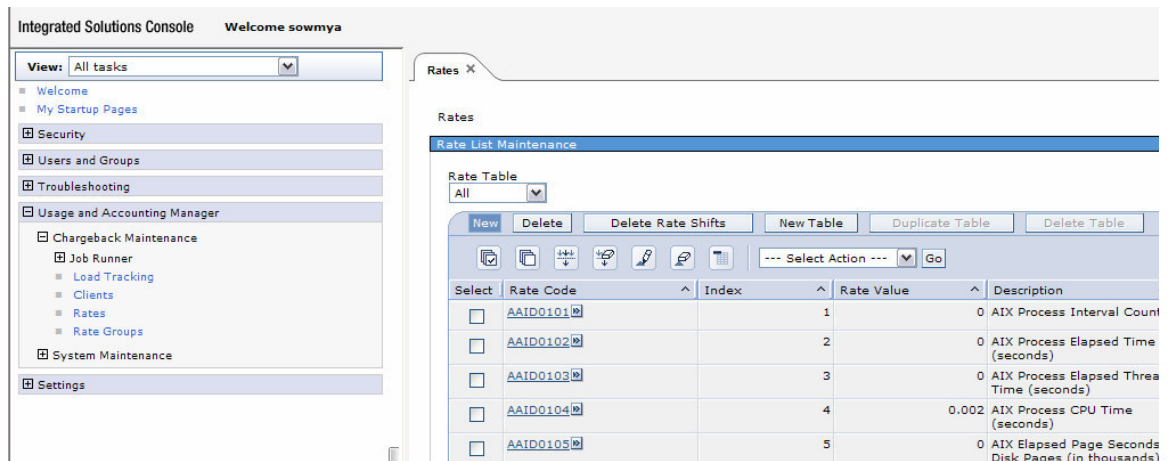 Integrated Solutions Console Welcome sowmya
View: All tasks
Welcome
My Startup Pages
Security
Users and Groups
Troubleshooting
Usage and Accounting Manager
Chargeback Maintenance
Job Runner
Load Tracking
Clients
Rates
Rate Groups
System Maintenance
Settings
Rates
Rates
Rate List Maintenance
Rate Table
All
New Delete Delete Rate Shifts New Table Duplicate Table Delete Table
--- Select Action --- Go
Select Rate Code Index Rate Value Description
AAID0101 1 0 AIX Process Interval Count
AAID0102 2 0 AIX Process Elapsed Time
(seconds)
AAID0103 3 0 AIX Process Elapsed Threa
Time (seconds)
AAID0104 4 0.002 AIX Process CPU Time
(seconds)
AAID0105 5 0 AIX Elapsed Page Seconds
Disk Pages (in thousands)